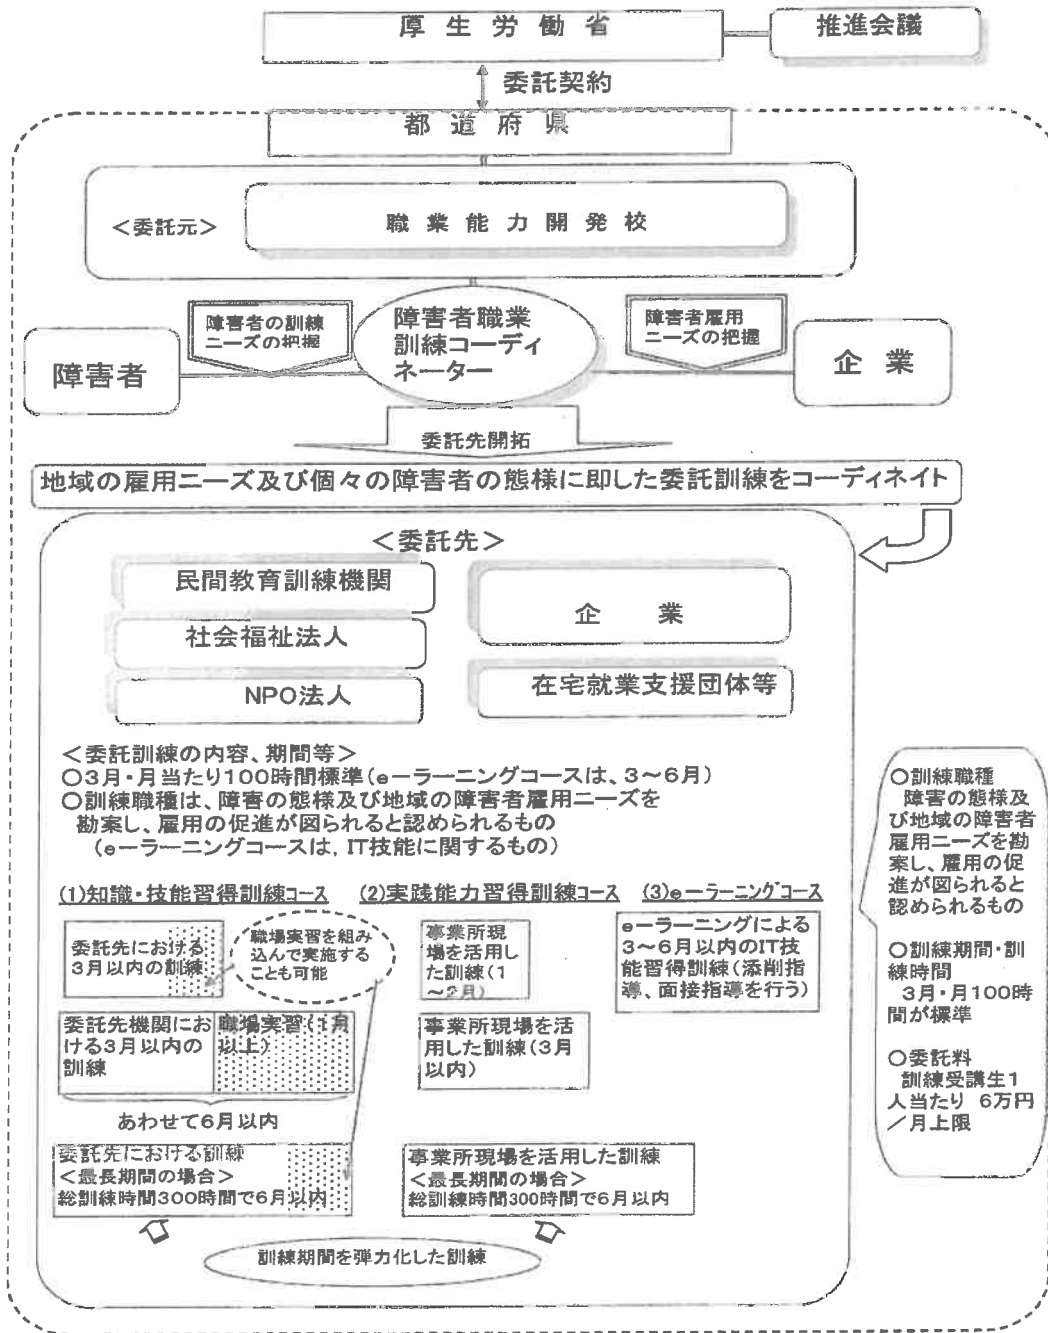 厚生労働省
推進会議
委託契約
都道府県
＜委託元＞
職業能力開発校
障害者の訓練
ニーズの把握
障害者職業
訓練コーディ
ネーター
障害者雇用
ニーズの把握
障害者
企業
委託先開拓
地域の雇用ニーズ及び個々の障害者の態様に即した委託訓練をコーディネイト
＜委託先＞
民間教育訓練機関
企業
社会福祉法人
NPO法人
在宅就業支援団体等
＜委託訓練の内容、期間等＞
○3月・月当たり100時間標準(eーラーニングコースは、3～6月)
○訓練職種は、障害の態様及び地域の障害者雇用ニーズを
勘案し、雇用の促進が図られると認められるもの
(eーラーニングコースは、IT技能に関するもの)
(1)知識・技能習得訓練コース
(2)実践能力習得訓練コース
(3)eーラーニングコース
委託先における
3月以内の訓練
職場実習を組み
込んで実施する
ことも可能
事業所現
場を活用し
た訓練(1
～2月)
eーラーニングによる
3～6月以内のIT技
能習得訓練(添削指
導、面接指導を行う)
委託先機関にお
ける3月以内の
訓練
職場実習(1月
以上)
事業所現場を活
用した訓練(3月
以内)
あわせて6月以内
委託先における訓練
＜最長期間の場合＞
総訓練時間300時間で6月以内
事業所現場を活用した訓練
＜最長期間の場合＞
総訓練時間300時間で6月以内
訓練期間を弾力化した訓練
○訓練職種
障害の態様及
び地域の障害者
雇用ニーズを勘
案し、雇用の促
進が図られると
認められるもの
○訓練期間・訓
練時間
3月・月100時
間が標準
○委託料
訓練受講生1
人当たり 6万円
／月上限